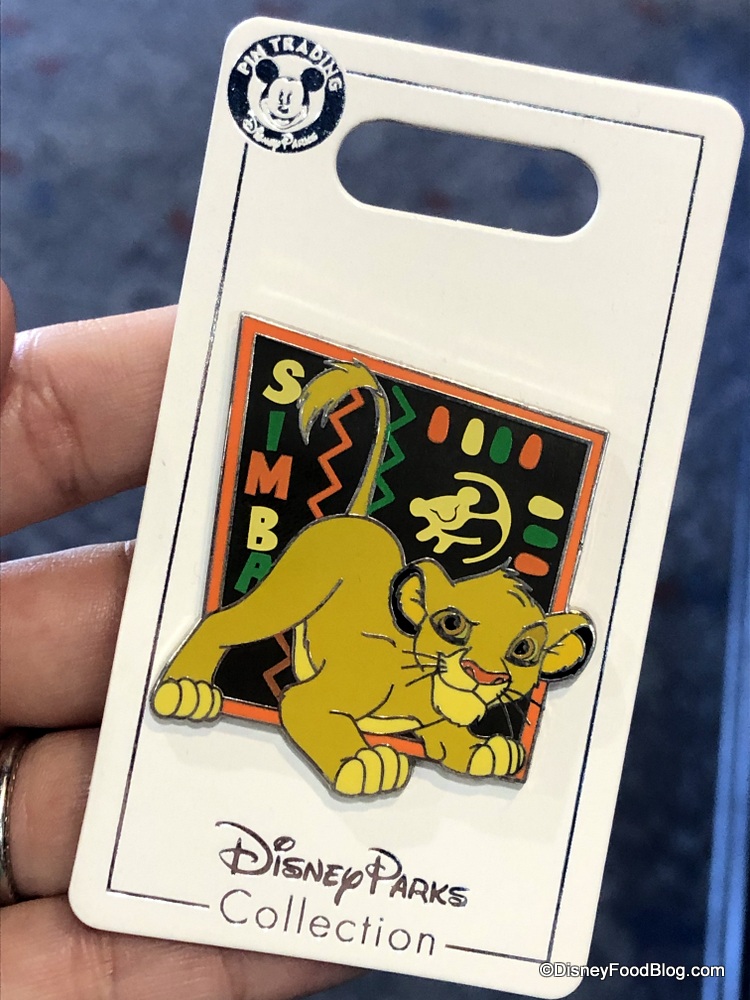 PIN TRADING
Disney Parks
SIMBA
Disney Parks
Collection
©DisneyFoodBlog.com